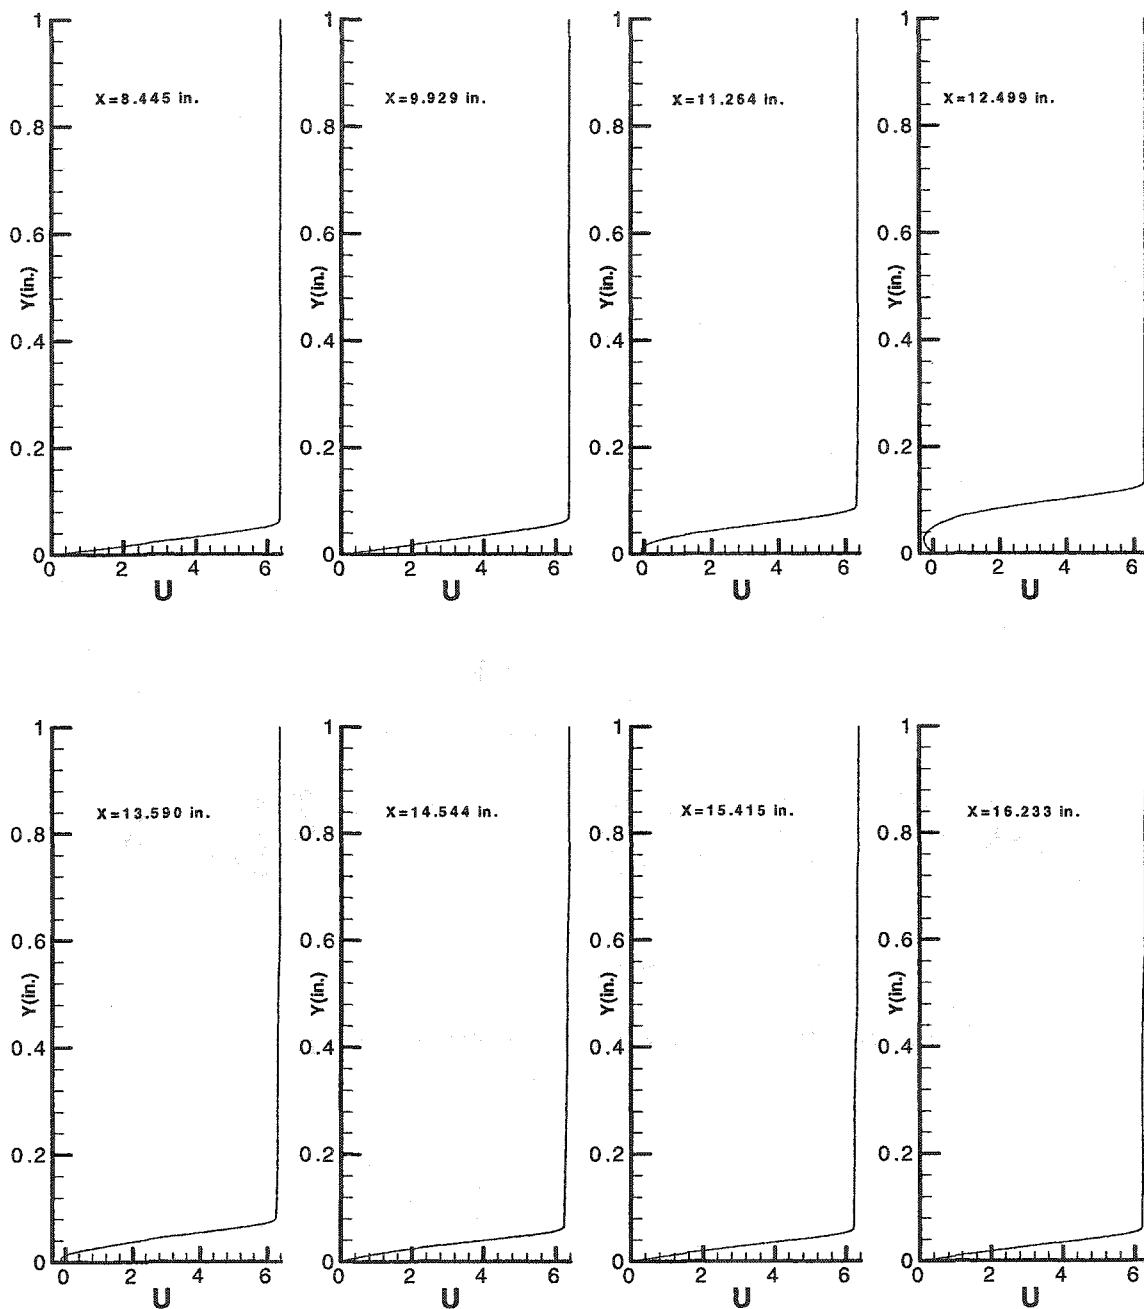 1
0.8
0.6
0.4
0.2
0
Y(in.)
X=8.445 in.
0 2 4 6
U
1
0.8
0.6
0.4
0.2
0
Y(in.)
X=9.929 in.
0 2 4 6
U
1
0.8
0.6
0.4
0.2
0
Y(in.)
X=11.264 in.
0 2 4 6
U
1
0.8
0.6
0.4
0.2
0
Y(in.)
X=12.499 in.
0 2 4 6
U
1
0.8
0.6
0.4
0.2
0
Y(in.)
X=13.590 in.
0 2 4 6
U
1
0.8
0.6
0.4
0.2
0
Y(in.)
X=14.544 in.
0 2 4 6
U
1
0.8
0.6
0.4
0.2
0
Y(in.)
X=15.415 in.
0 2 4 6
U
1
0.8
0.6
0.4
0.2
0
Y(in.)
X=16.233 in.
0 2 4 6
U